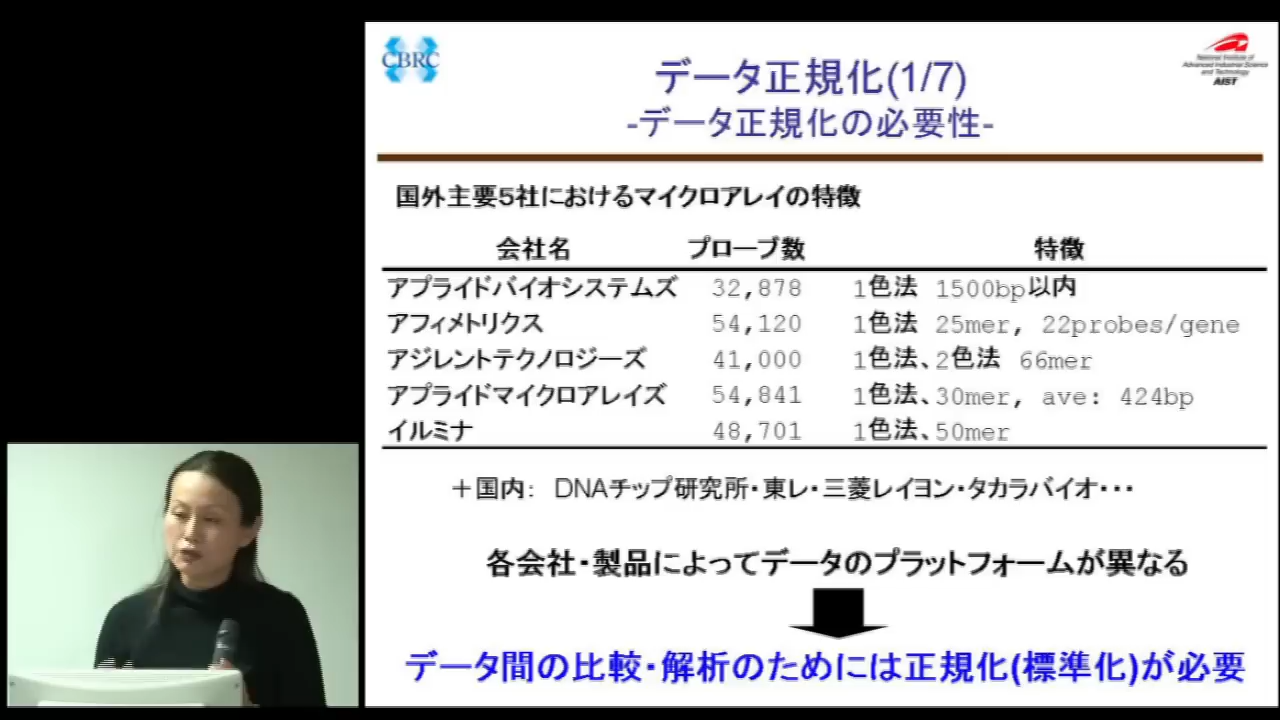 CBRC
National Institute of
Advanced Industrial Science
and Technology
AIST
データ正規化(1/7)
-データ正規化の必要性-
国外主要5社におけるマイクロアレイの特徴
会社名 プローブ数 特徴
アプライドバイオシステムズ 32,878 1色法 1500bp以内
アフィメトリクス 54,120 1色法 25mer, 22probes/gene
アジレントテクノロジーズ 41,000 1色法、2色法 66mer
アプライドマイクロアレイズ 54,841 1色法、30mer, ave: 424bp
イルミナ 48,701 1色法、50mer
+国内: DNAチップ研究所・東レ・三菱レイヨン・タカラバイオ・・・
各会社・製品によってデータのプラットフォームが異なる
データ間の比較・解析のためには正規化(標準化)が必要